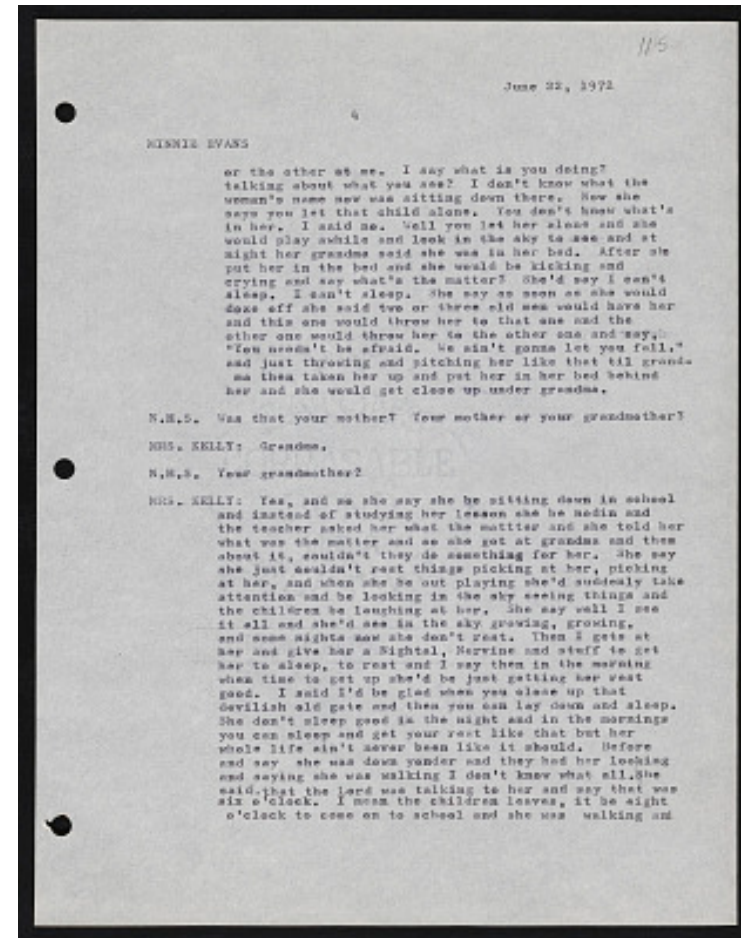 115
June 22, 1972
4
MINNIE EVANS
or the other at me. I say what is you doing?
talking about what you see? I don't know what the
woman's name now was sitting down there. Now she
says you let that child alone. You don't know what's
in her. I said no. Well you let her alone and she
would play awhile and look in the sky to see and at
night her grandma said she was in her bed. After she
put her in the bed and she would be kicking and
crying and say what's the matter? She'd say I can't
sleep. I can't sleep. She say as soon as she would
doze off she said two or three old men would have her
and this one would throw her to that one and the
other one would throw her to the other one and say,
"You needn't be afraid. We ain't gonna let you fall."
and just throwing and pitching her like that til grand-
ma then taken her up and put her in her bed behind
her and she would get close up under grandma.
N.H.S. Was that your mother? Your mother or your grandmother?
MRS. KELLY: Grandma.
N.H.S. Your grandmother?
MRS. KELLY: Yes, and so she say she be sitting down in school
and instead of studying her lesson she be nodin and
the teacher asked her what the mattter and she told her
what was the matter and so she got at grandma and them
about it, couldn't they do something for her. She say
she just couldn't rest things picking at her, picking
at her, and when she be out playing she'd suddenly take
attention and be looking in the sky seeing things and
the children be laughing at her. She say well I see
it all and she'd see in the sky growing, growing,
and some nights now she don't rest. Then I gets at
her and give her a Nightal, Nervine and stuff to get
her to sleep, to rest and I say them in the morning
when time to get up she'd be just getting her rest
good. I said I'd be glad when you close up that
devilish old gate and then you can lay down and sleep.
She don't sleep good in the night and in the mornings
you can sleep and get your rest like that but her
whole life ain't never been like it should. Before
and say she was down yonder and they had her looking
and saying she was walking I don't know what all.She
said.that the Lord was talking to her and say that was
six o'clock. I mean the children leaves, it be eight
o'clock to come on to school and she was walking and